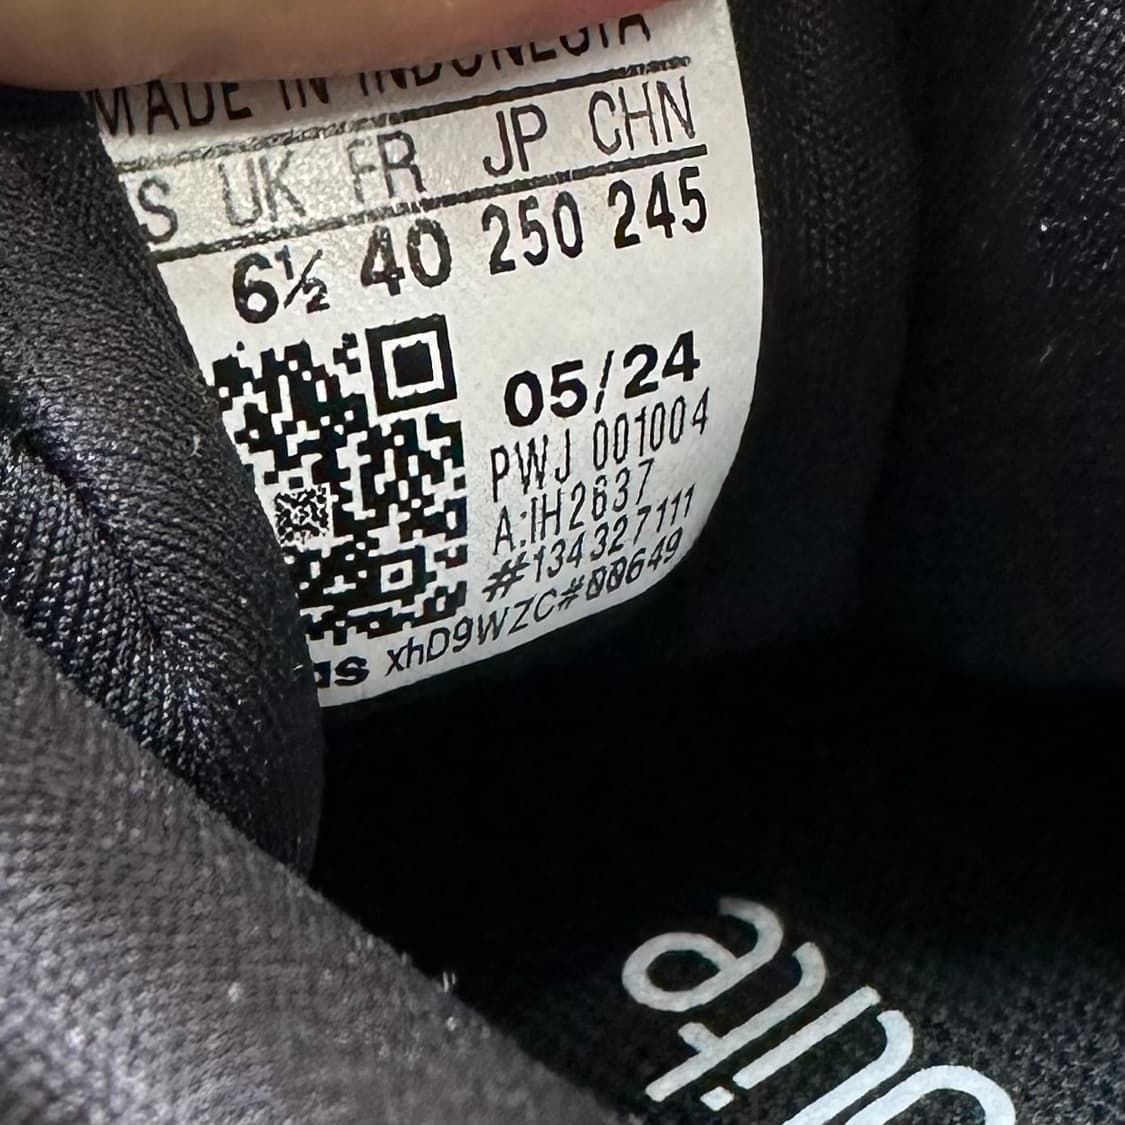 MADE IN INDONESIA
S UK FR JP CHN
6½ 40 250 245
05/24
PWJ 001004
A:IH2637
#134327111
xhD9WZC#00649
as